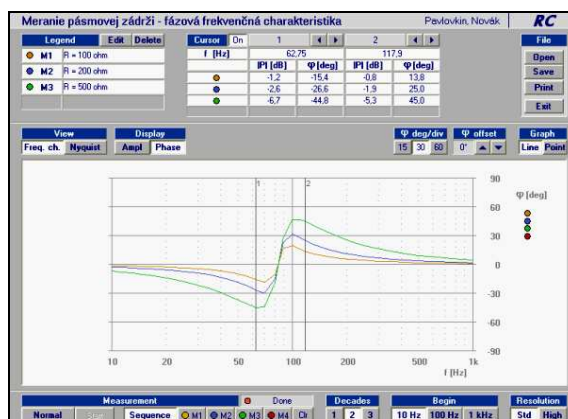 Meranie pásmovej zádrži - fázová frekvenčná charakteristika Pavlovkin, Novák RC
Legend Edit Delete
M1 R = 100 ohm
M2 R = 200 ohm
M3 R = 500 ohm
Cursor On 1 2
f [Hz] 62,75 117,9
|P| [dB] φ [deg] |P| [dB] φ [deg]
-1,2 -15,4 -0,8 13,8
-2,6 -26,6 -1,9 25,0
-6,7 -44,8 -5,3 45,0
File
Open
Save
Print
Exit
View Display φ deg/div φ offset Graph
Freq. ch. Nyquist Ampl Phase 15 30 60 0° Line Point
1 2
90
60
30
0
-30
-60
-90
φ [deg]
10 20 50 100 200 500 1k
f [Hz]
Measurement Done Decades Begin Resolution
Normal Sequence M1 M2 M3 M4 Clr 1 2 3 10 Hz 100 Hz 1 kHz Std High